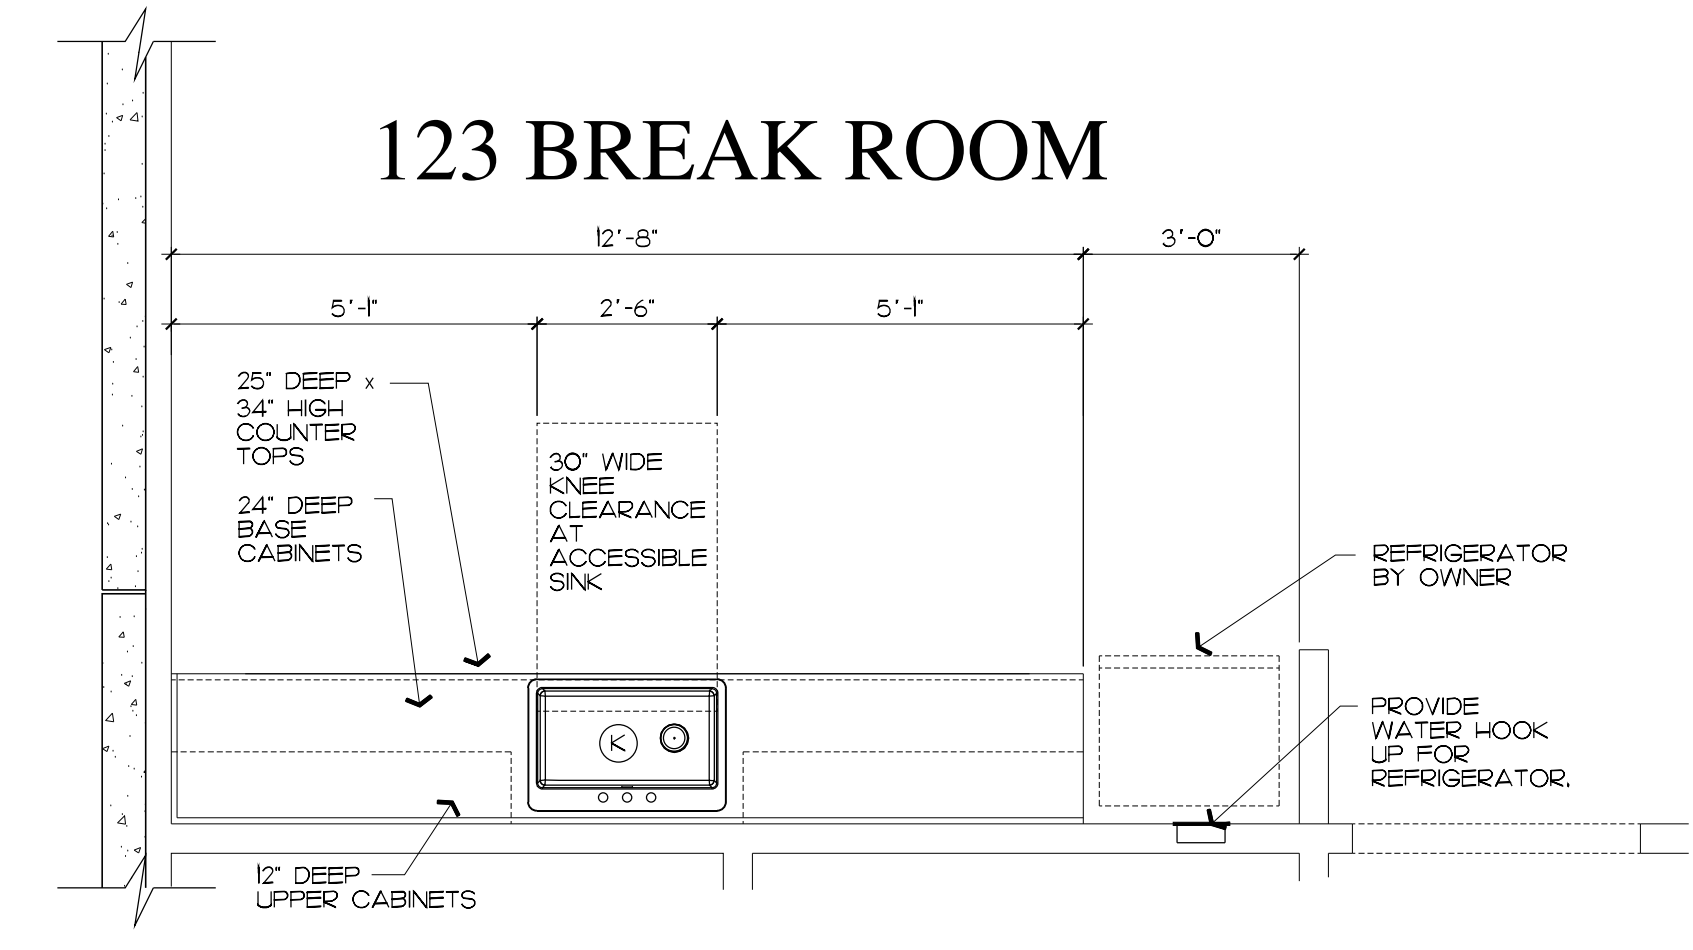 123 BREAK ROOM
12'-8"
3'-0"
5'-1"
2'-6"
5'-1"
25" DEEP x
34" HIGH
COUNTER
TOPS
30" WIDE
KNEE
CLEARANCE
AT
ACCESSIBLE
SINK
24" DEEP
BASE
CABINETS
REFRIGERATOR
BY OWNER
PROVIDE
WATER HOOK
UP FOR
REFRIGERATOR.
K
12" DEEP
UPPER CABINETS